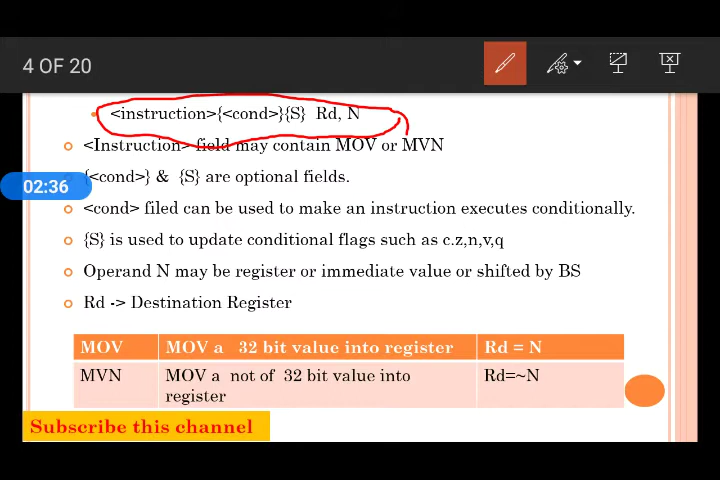 4 OF 20
<instruction>{<cond>}{S} Rd, N
<Instruction> field may contain MOV or MVN
{<cond>} & {S} are optional fields.
02:36
<cond> filed can be used to make an instruction executes conditionally.
{S} is used to update conditional flags such as c.z,n,v,q
Operand N may be register or immediate value or shifted by BS
Rd -> Destination Register
MOV MOV a 32 bit value into register Rd = N
MVN MOV a not of 32 bit value into Rd=~N
register
Subscribe this channel